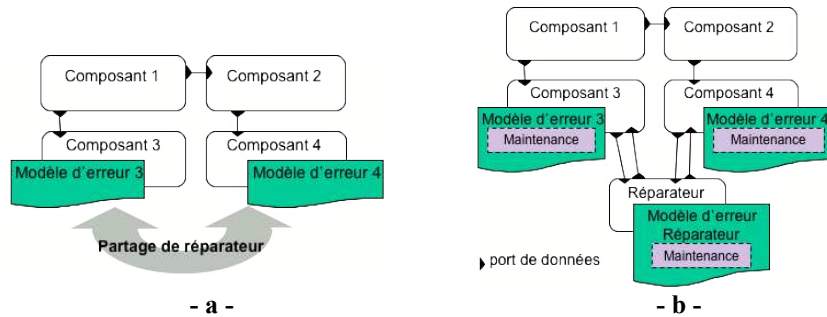 Composant 1
Composant 2
Composant 3
Composant 4
Modèle d'erreur 3
Modèle d'erreur 4
Partage de réparateur
- a -
Composant 1
Composant 2
Composant 3
Composant 4
Modèle d'erreur 3
Maintenance
Modèle d'erreur 4
Maintenance
Réparateur
Modèle d'erreur
Réparateur
Maintenance
port de données
- b -